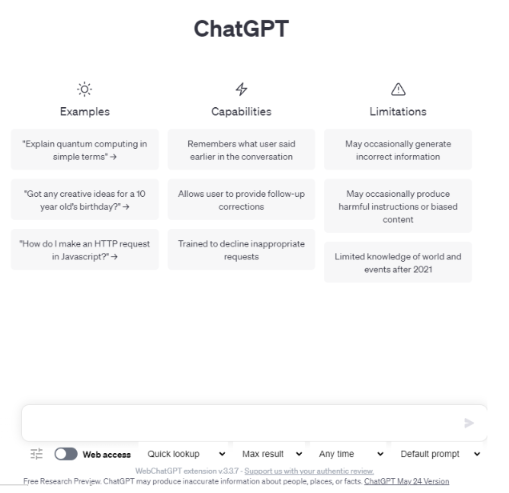 ChatGPT
Examples
"Explain quantum computing in
simple terms" →
"Got any creative ideas for a 10
year old's birthday?" →
"How do I make an HTTP request
in Javascript?" →
Capabilities
Remembers what user said
earlier in the conversation
Allows user to provide follow-up
corrections
Trained to decline inappropriate
requests
Limitations
May occasionally generate
incorrect information
May occasionally produce
harmful instructions or biased
content
Limited knowledge of world and
events after 2021
Web access Quick lookup Max result Any time Default prompt
WebChatGPT extension v.3.3.7 - Support us with your authentic review.
Free Research Preview. ChatGPT may produce inaccurate information about people, places, or facts. ChatGPT May 24 Version